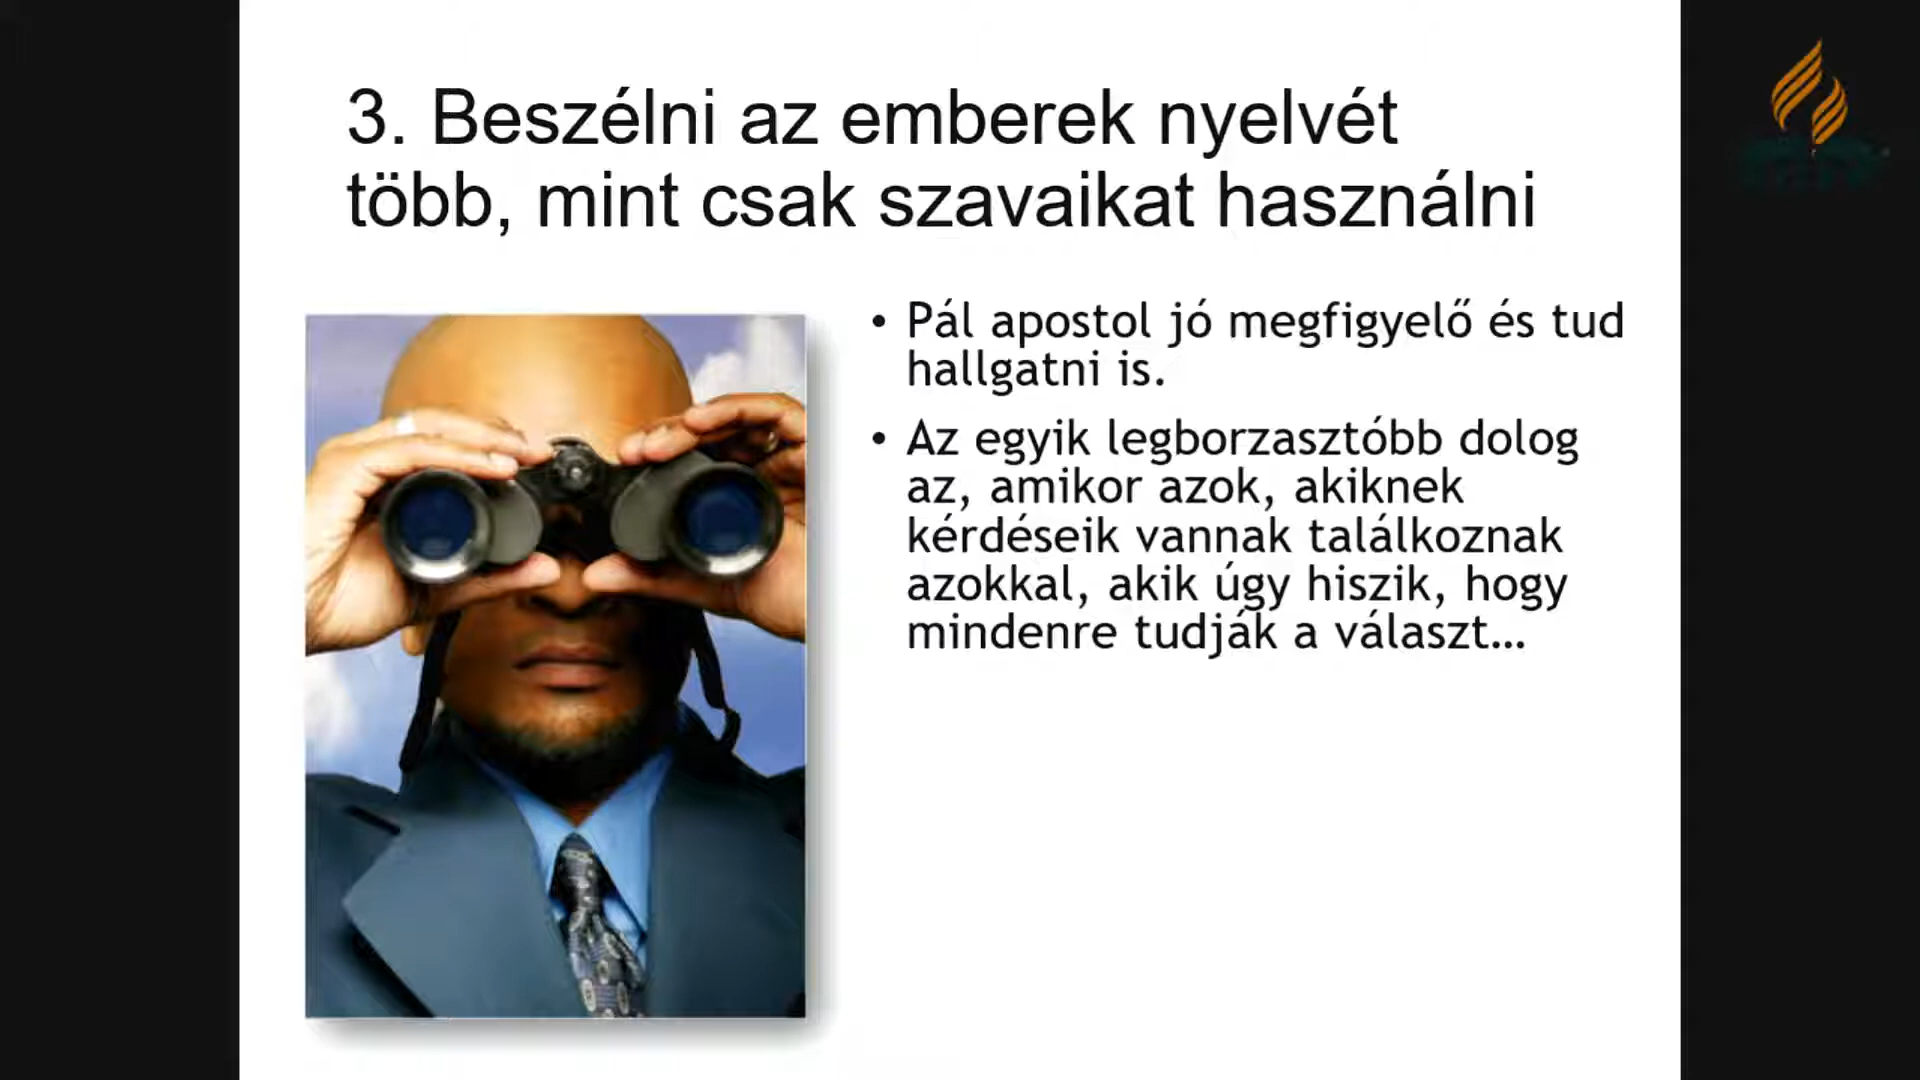 3. Beszélni az emberek nyelvét
több, mint csak szavaikat használni
• Pál apostol jó megfigyelő és tud
hallgatni is.
• Az egyik legborzasztóbb dolog
az, amikor azok, akiknek
kérdéseik vannak találkoznak
azokkal, akik úgy hiszik, hogy
mindenre tudják a választ...